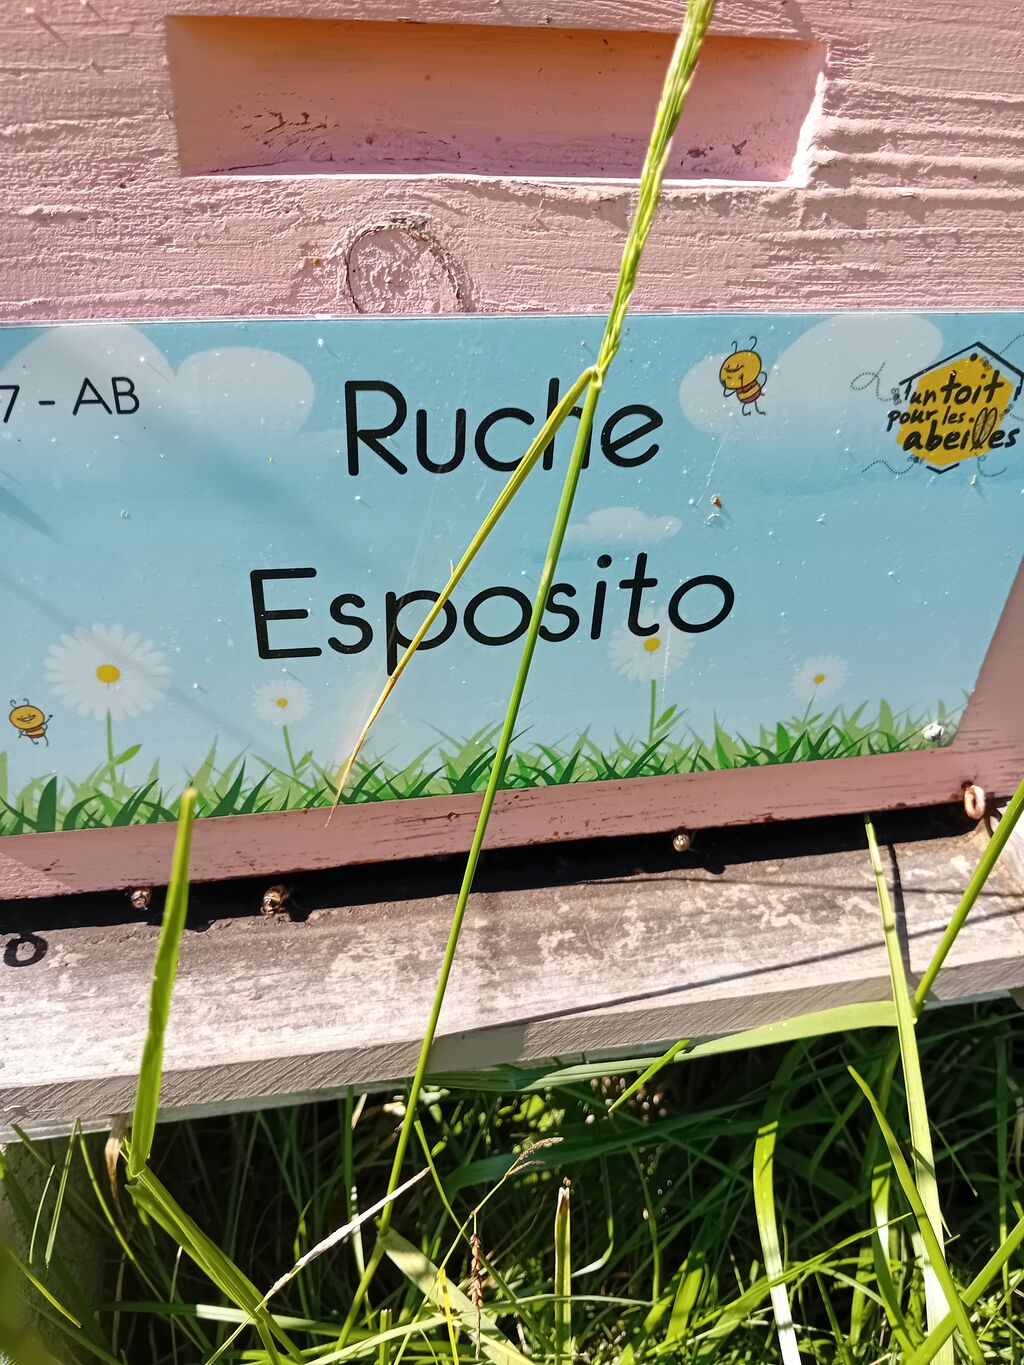 7 - AB
Ruche
Esposito
un toit
pour les
abeilles